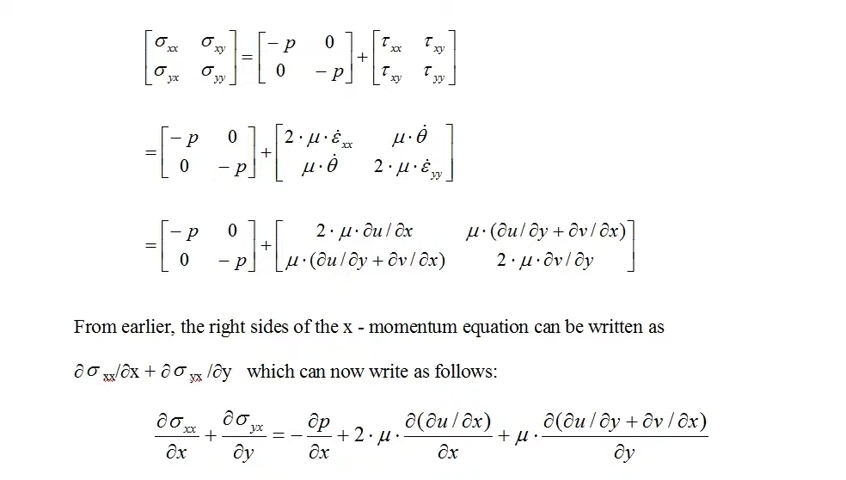 [σxx σxy; σyx σyy] = [−p 0; 0 −p] + [τxx τxy; τxy τyy]
= [−p 0; 0 −p] + [2·μ·ε̇xx μ·θ̇; μ·θ̇ 2·μ·ε̇yy]
= [−p 0; 0 −p] + [2·μ·∂u/∂x μ·(∂u/∂y+∂v/∂x); μ·(∂u/∂y+∂v/∂x) 2·μ·∂v/∂y]
From earlier, the right sides of the x - momentum equation can be written as
∂σxx/∂x + ∂σyx/∂y which can now write as follows:
∂σxx/∂x + ∂σyx/∂y = −∂p/∂x + 2·μ·∂(∂u/∂x)/∂x + μ·∂(∂u/∂y+∂v/∂x)/∂y